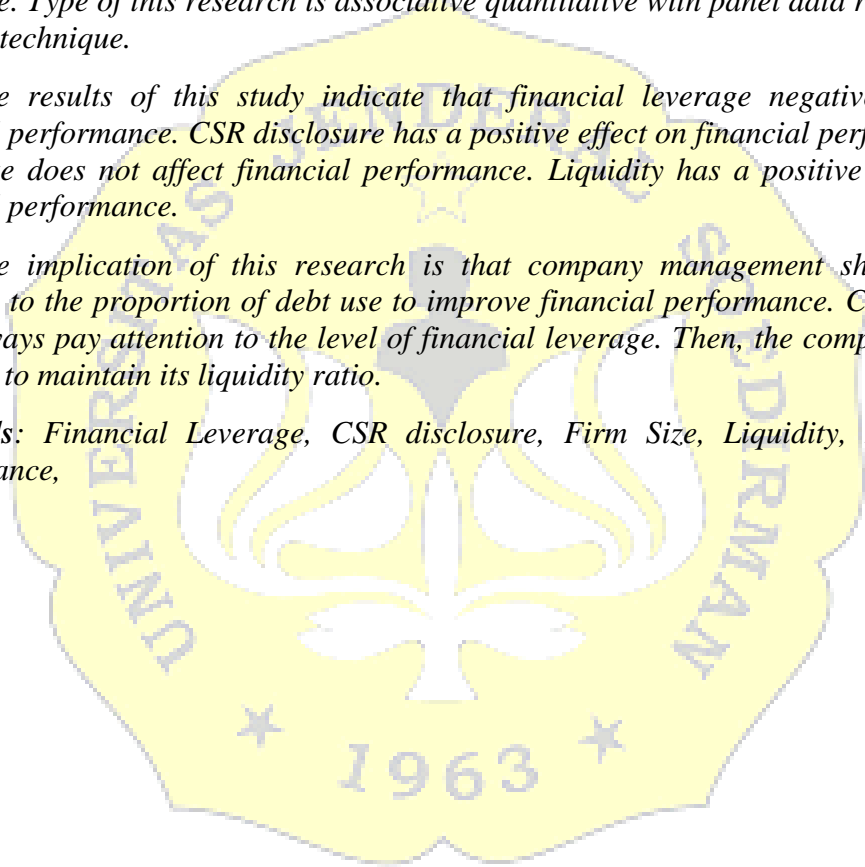 e. Type of this research is associative quantitative with panel data r
technique.
e results of this study indicate that financial leverage negativ
performance. CSR disclosure has a positive effect on financial perf
e does not affect financial performance. Liquidity has a positive
performance.
e implication of this research is that company management sh
to the proportion of debt use to improve financial performance. C
ays pay attention to the level of financial leverage. Then, the comp
to maintain its liquidity ratio.
ls: Financial Leverage, CSR disclosure, Firm Size, Liquidity,
ance,
UNIVERSITAS JENDERAL SOEDIRMAN
1963